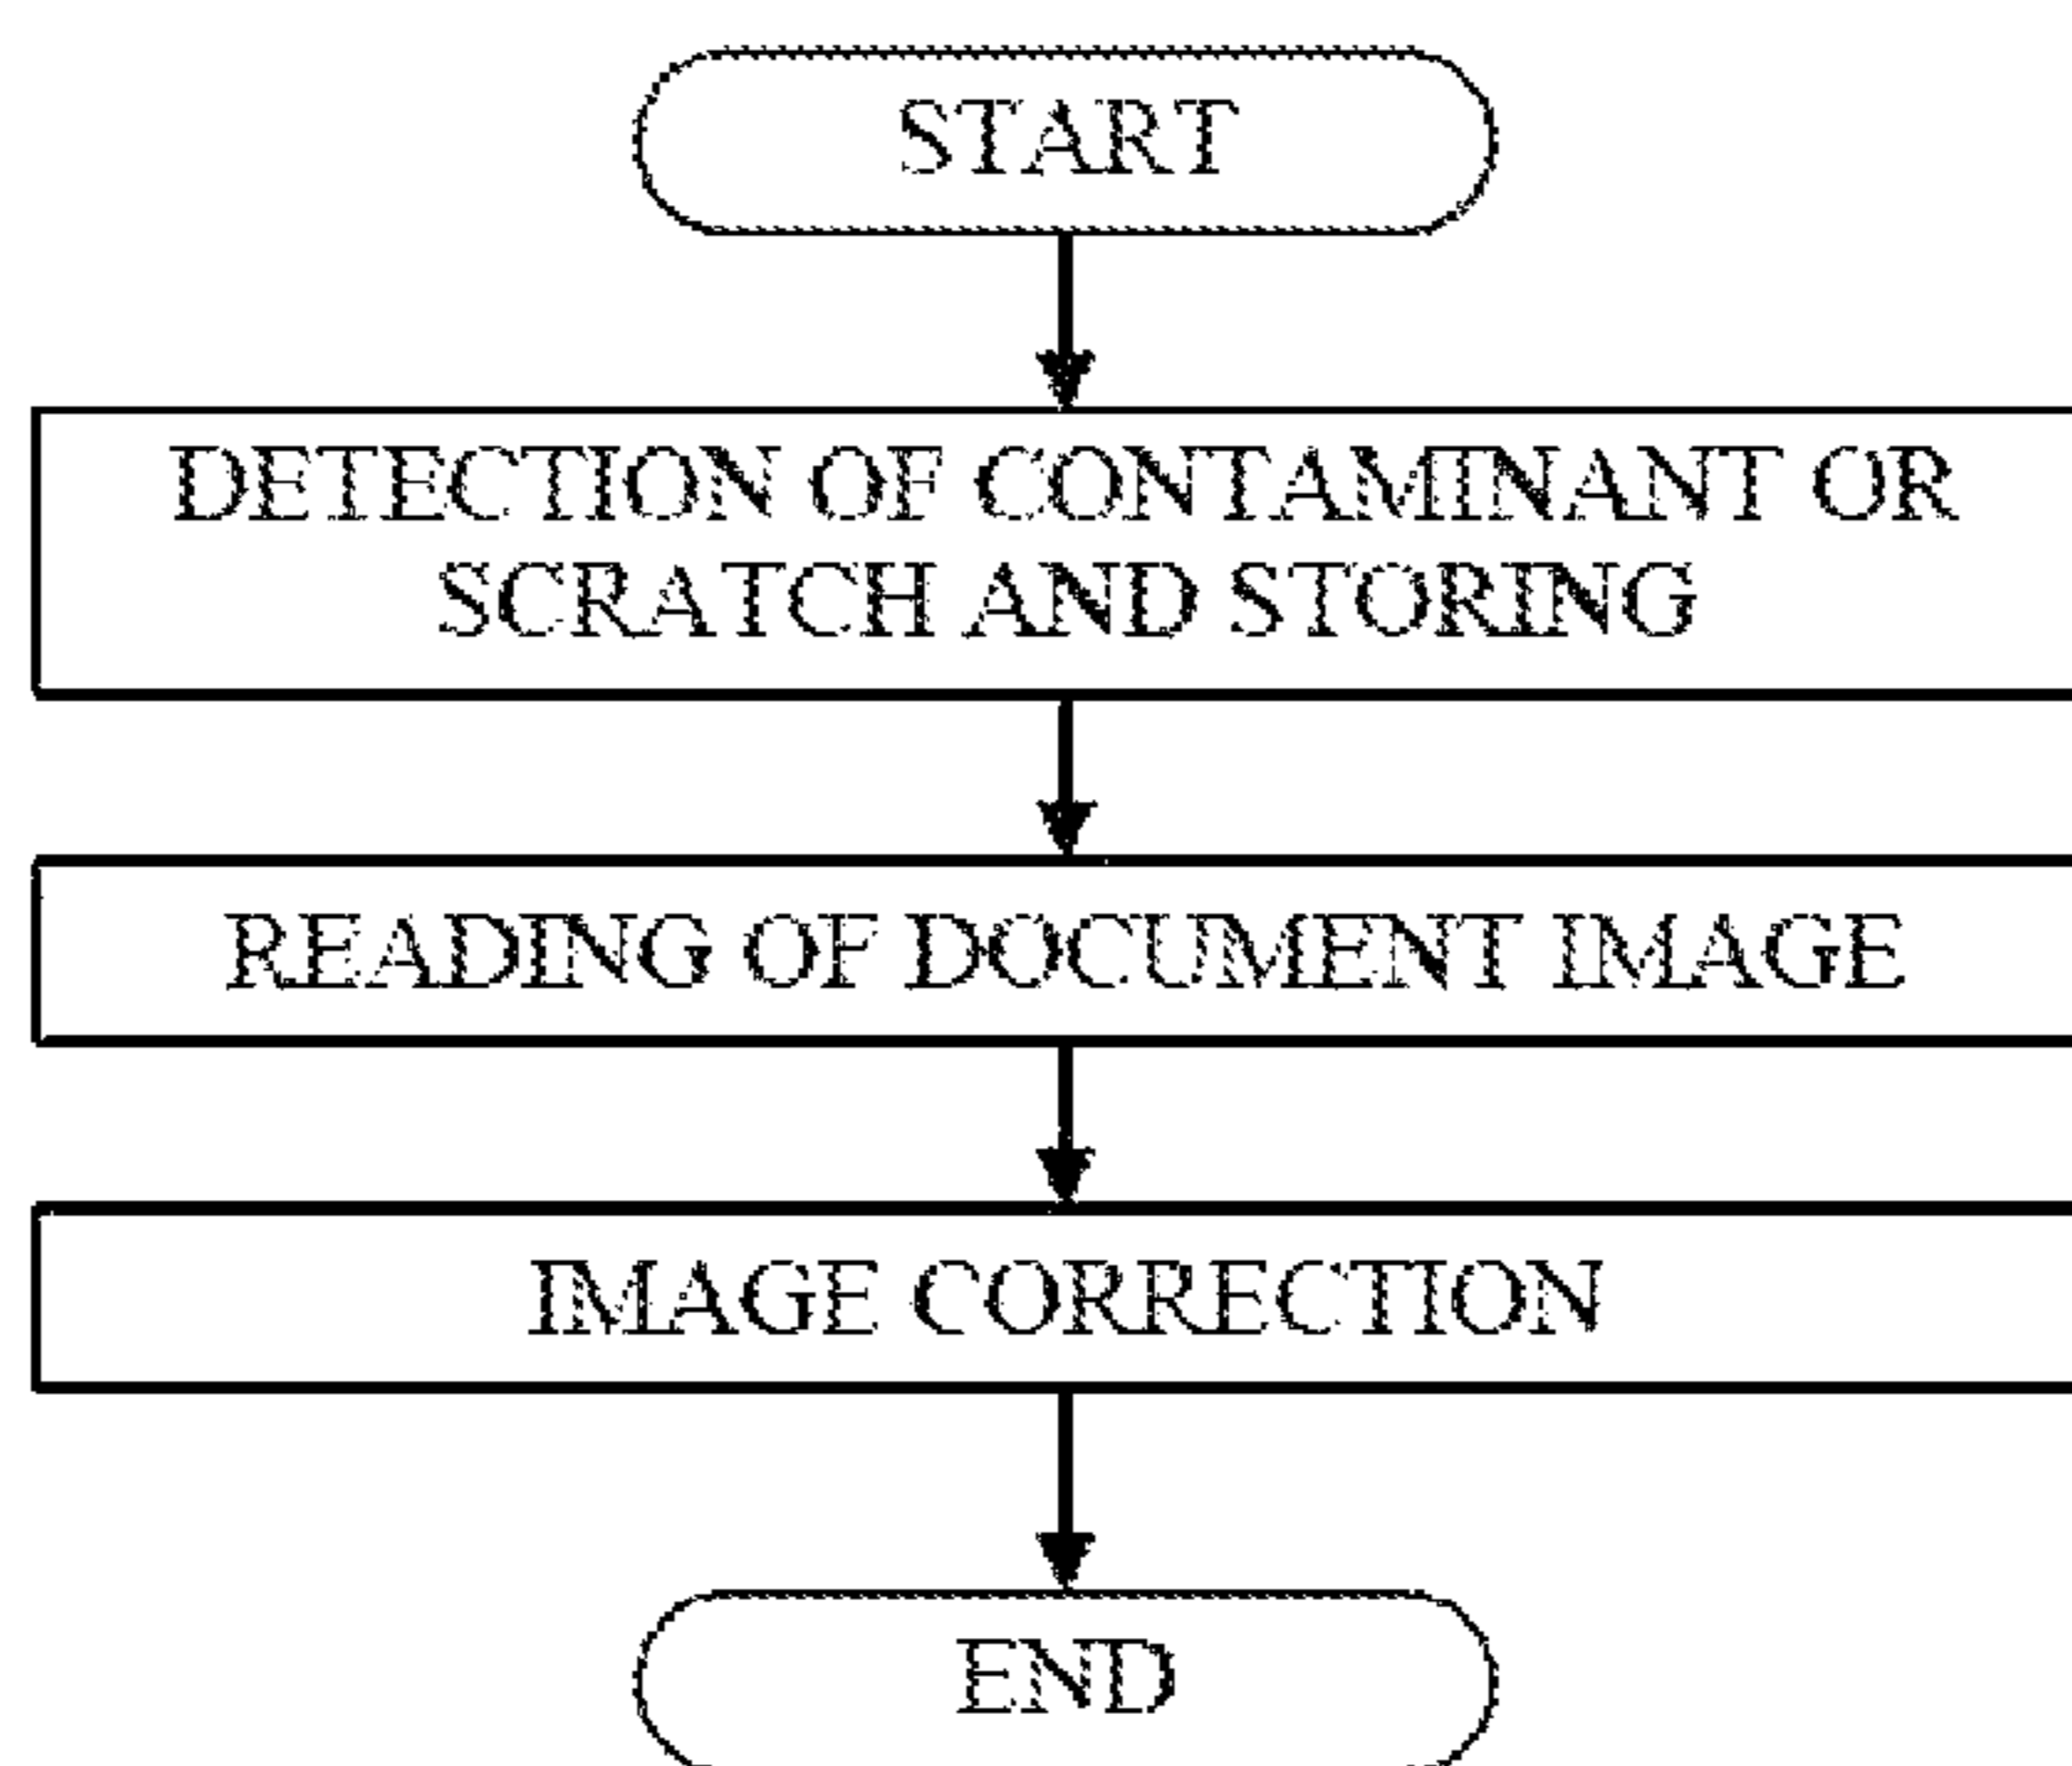 START
DETECTION OF CONTAMINANT OR
SCRATCH AND STORING
READING OF DOCUMENT IMAGE
IMAGE CORRECTION
END